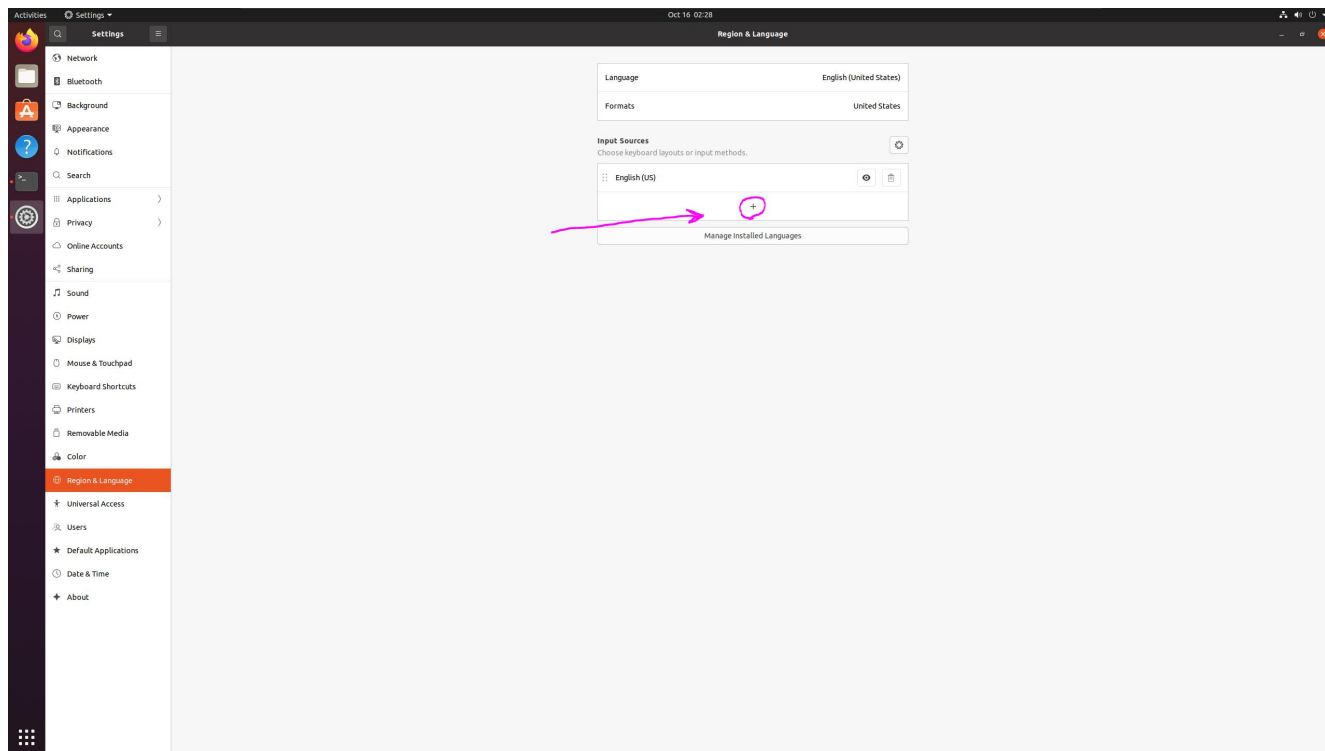 Activities Settings Oct 16 02:28
Settings Region & Language
Network
Bluetooth
Background
Appearance
Notifications
Search
Applications
Privacy
Online Accounts
Sharing
Sound
Power
Displays
Mouse & Touchpad
Keyboard Shortcuts
Printers
Removable Media
Color
Region & Language
Universal Access
Users
Default Applications
Date & Time
About
Language English (United States)
Formats United States
Input Sources
Choose keyboard layouts or input methods.
English (US)
+
Manage Installed Languages